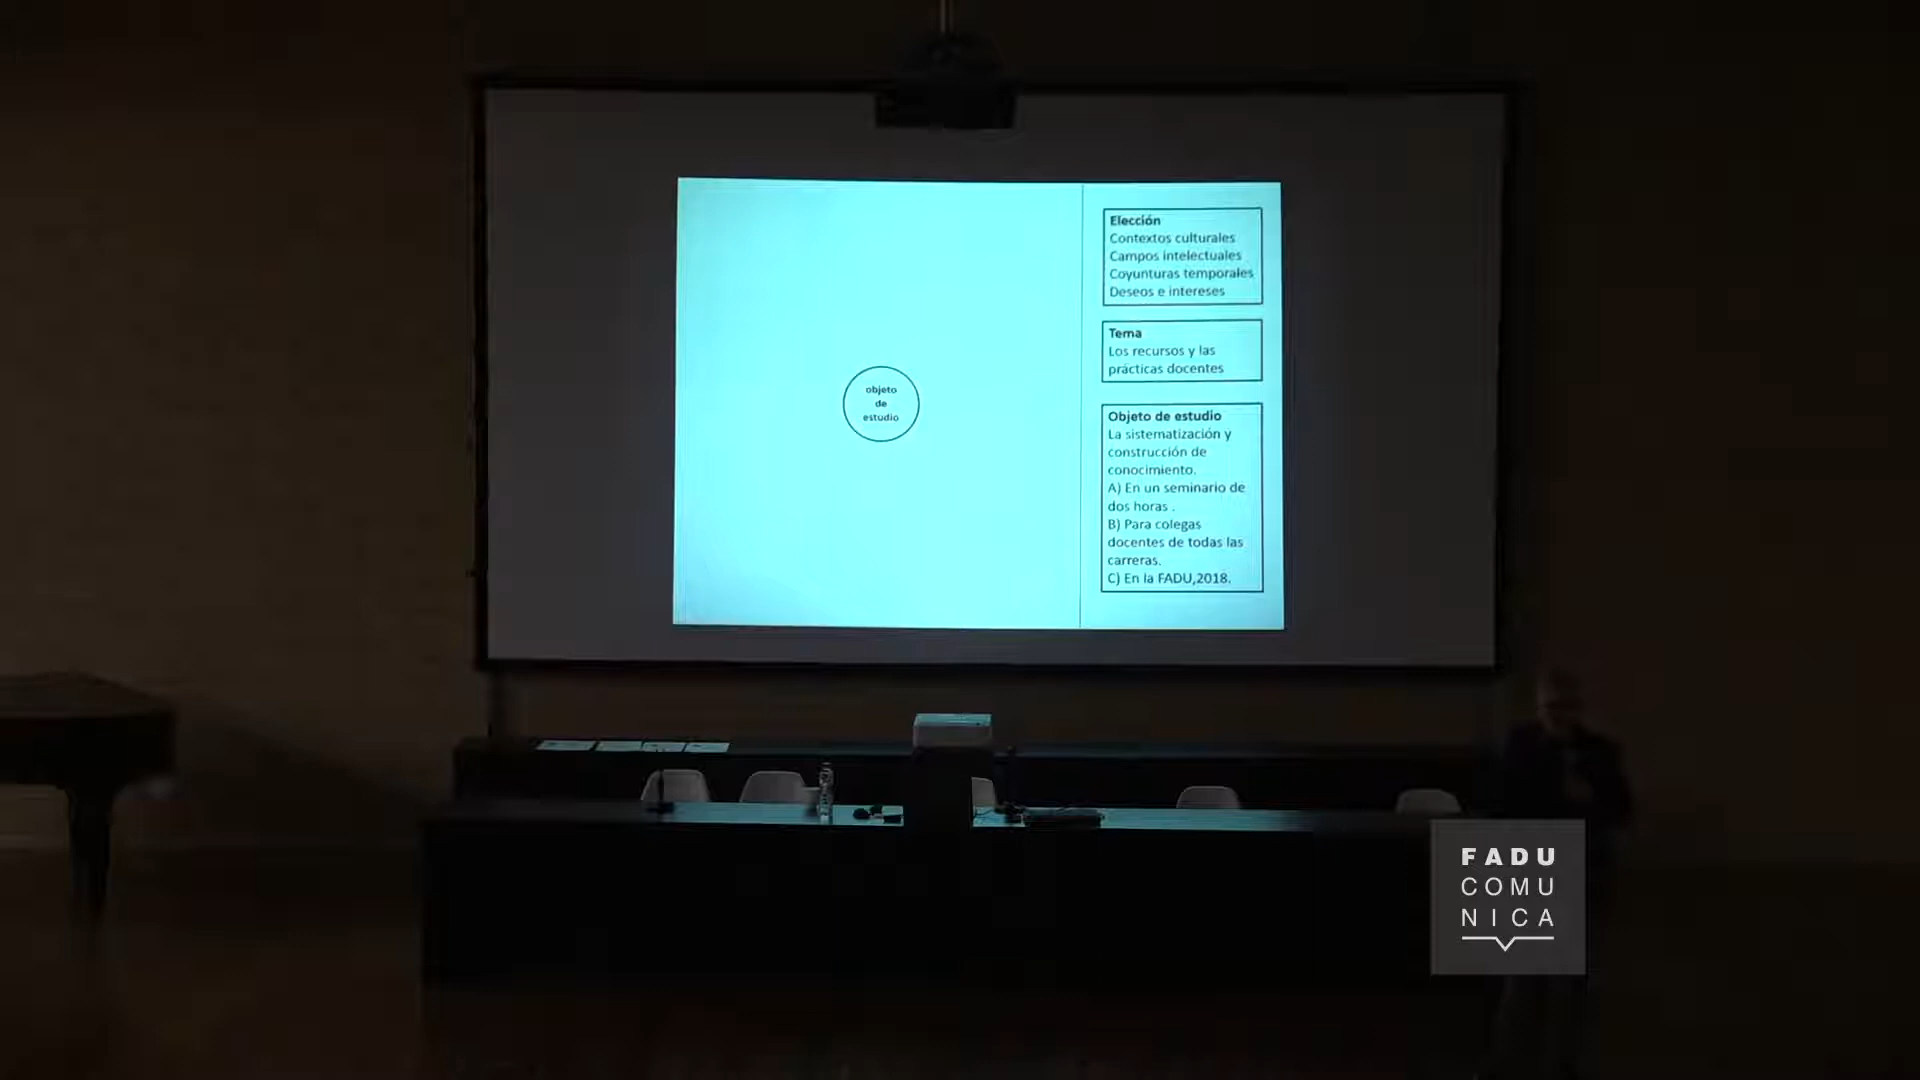 objeto
de
estudio
Elección
Contextos culturales
Campos intelectuales
Coyunturas temporales
Deseos e intereses
Tema
Los recursos y las
prácticas docentes
Objeto de estudio
La sistematización y
construcción de
conocimiento.
A) En un seminario de
dos horas .
B) Para colegas
docentes de todas las
carreras.
C) En la FADU,2018.
FADU
COMU
NICA